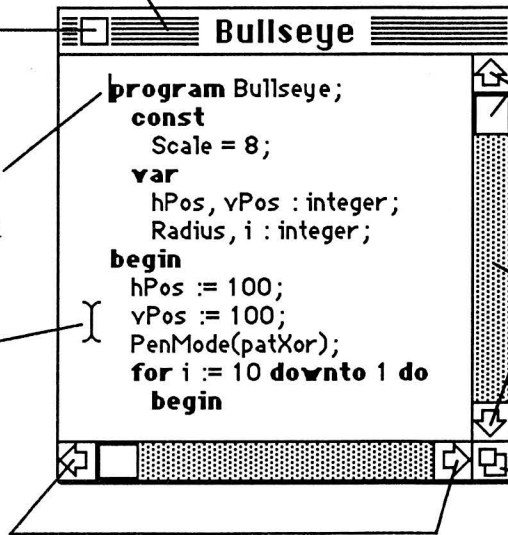 Bullseye
program Bullseye;
const
Scale = 8;
var
hPos, vPos : integer;
Radius, i : integer;
begin
hPos := 100;
vPos := 100;
PenMode(patXor);
for i := 10 downto 1 do
begin